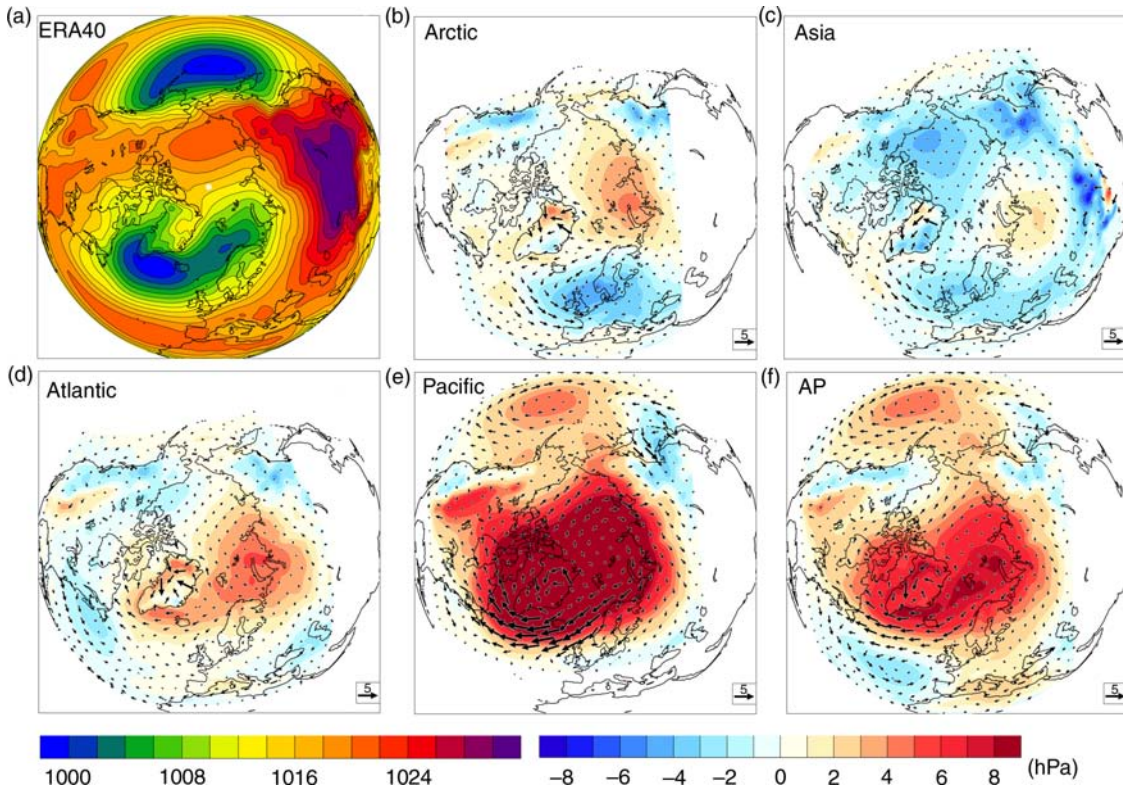 (a) ERA40
(b) Arctic
(c) Asia
5
5
(d) Atlantic
(e) Pacific
(f) AP
5
5
5
1000 1008 1016 1024
−8 −6 −4 −2 0 2 4 6 8 (hPa)